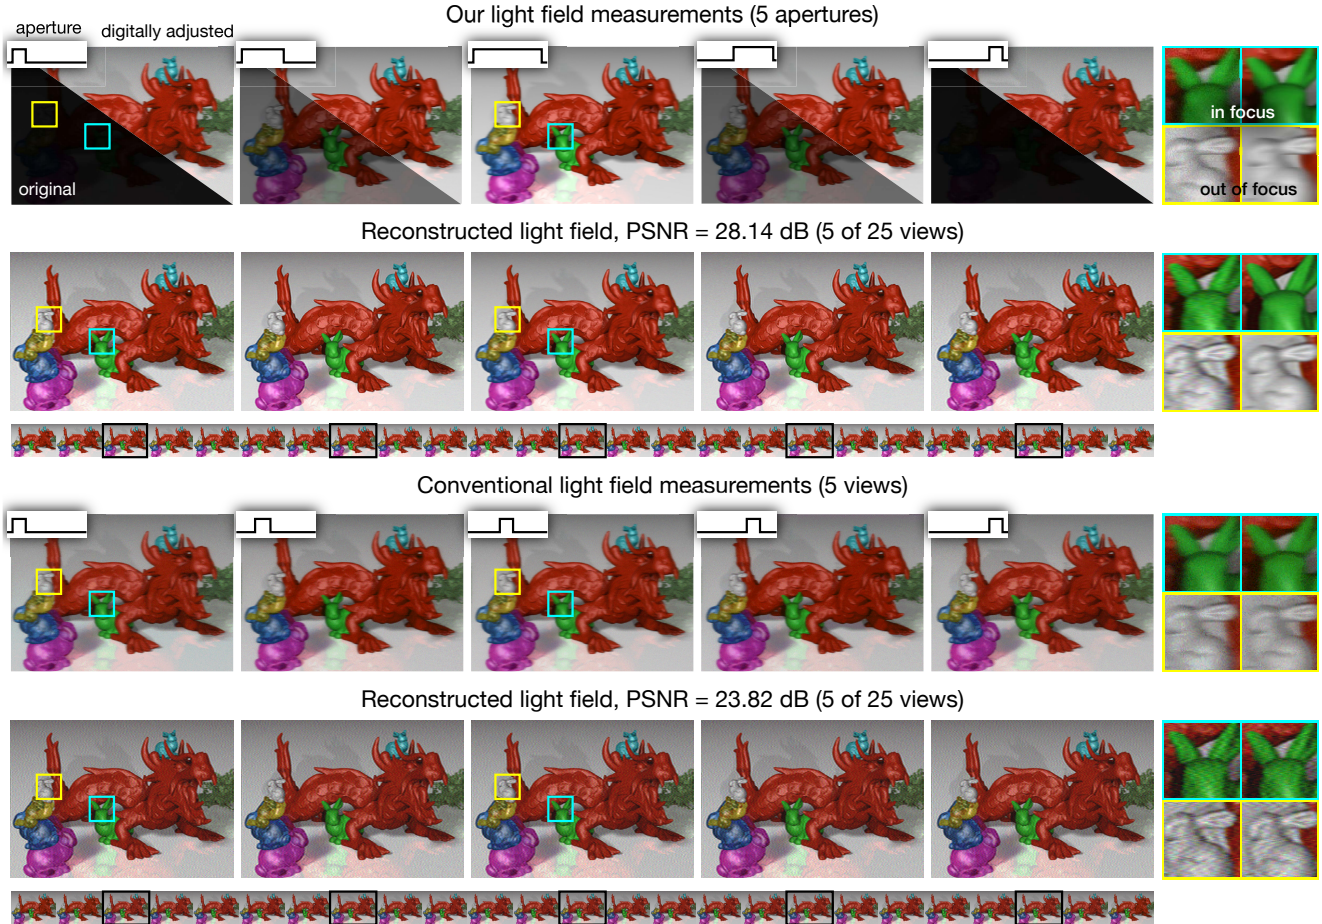 Our light field measurements (5 apertures)
aperture
digitally adjusted
original
in focus
out of focus
Reconstructed light field, PSNR = 28.14 dB (5 of 25 views)
Conventional light field measurements (5 views)
Reconstructed light field, PSNR = 23.82 dB (5 of 25 views)